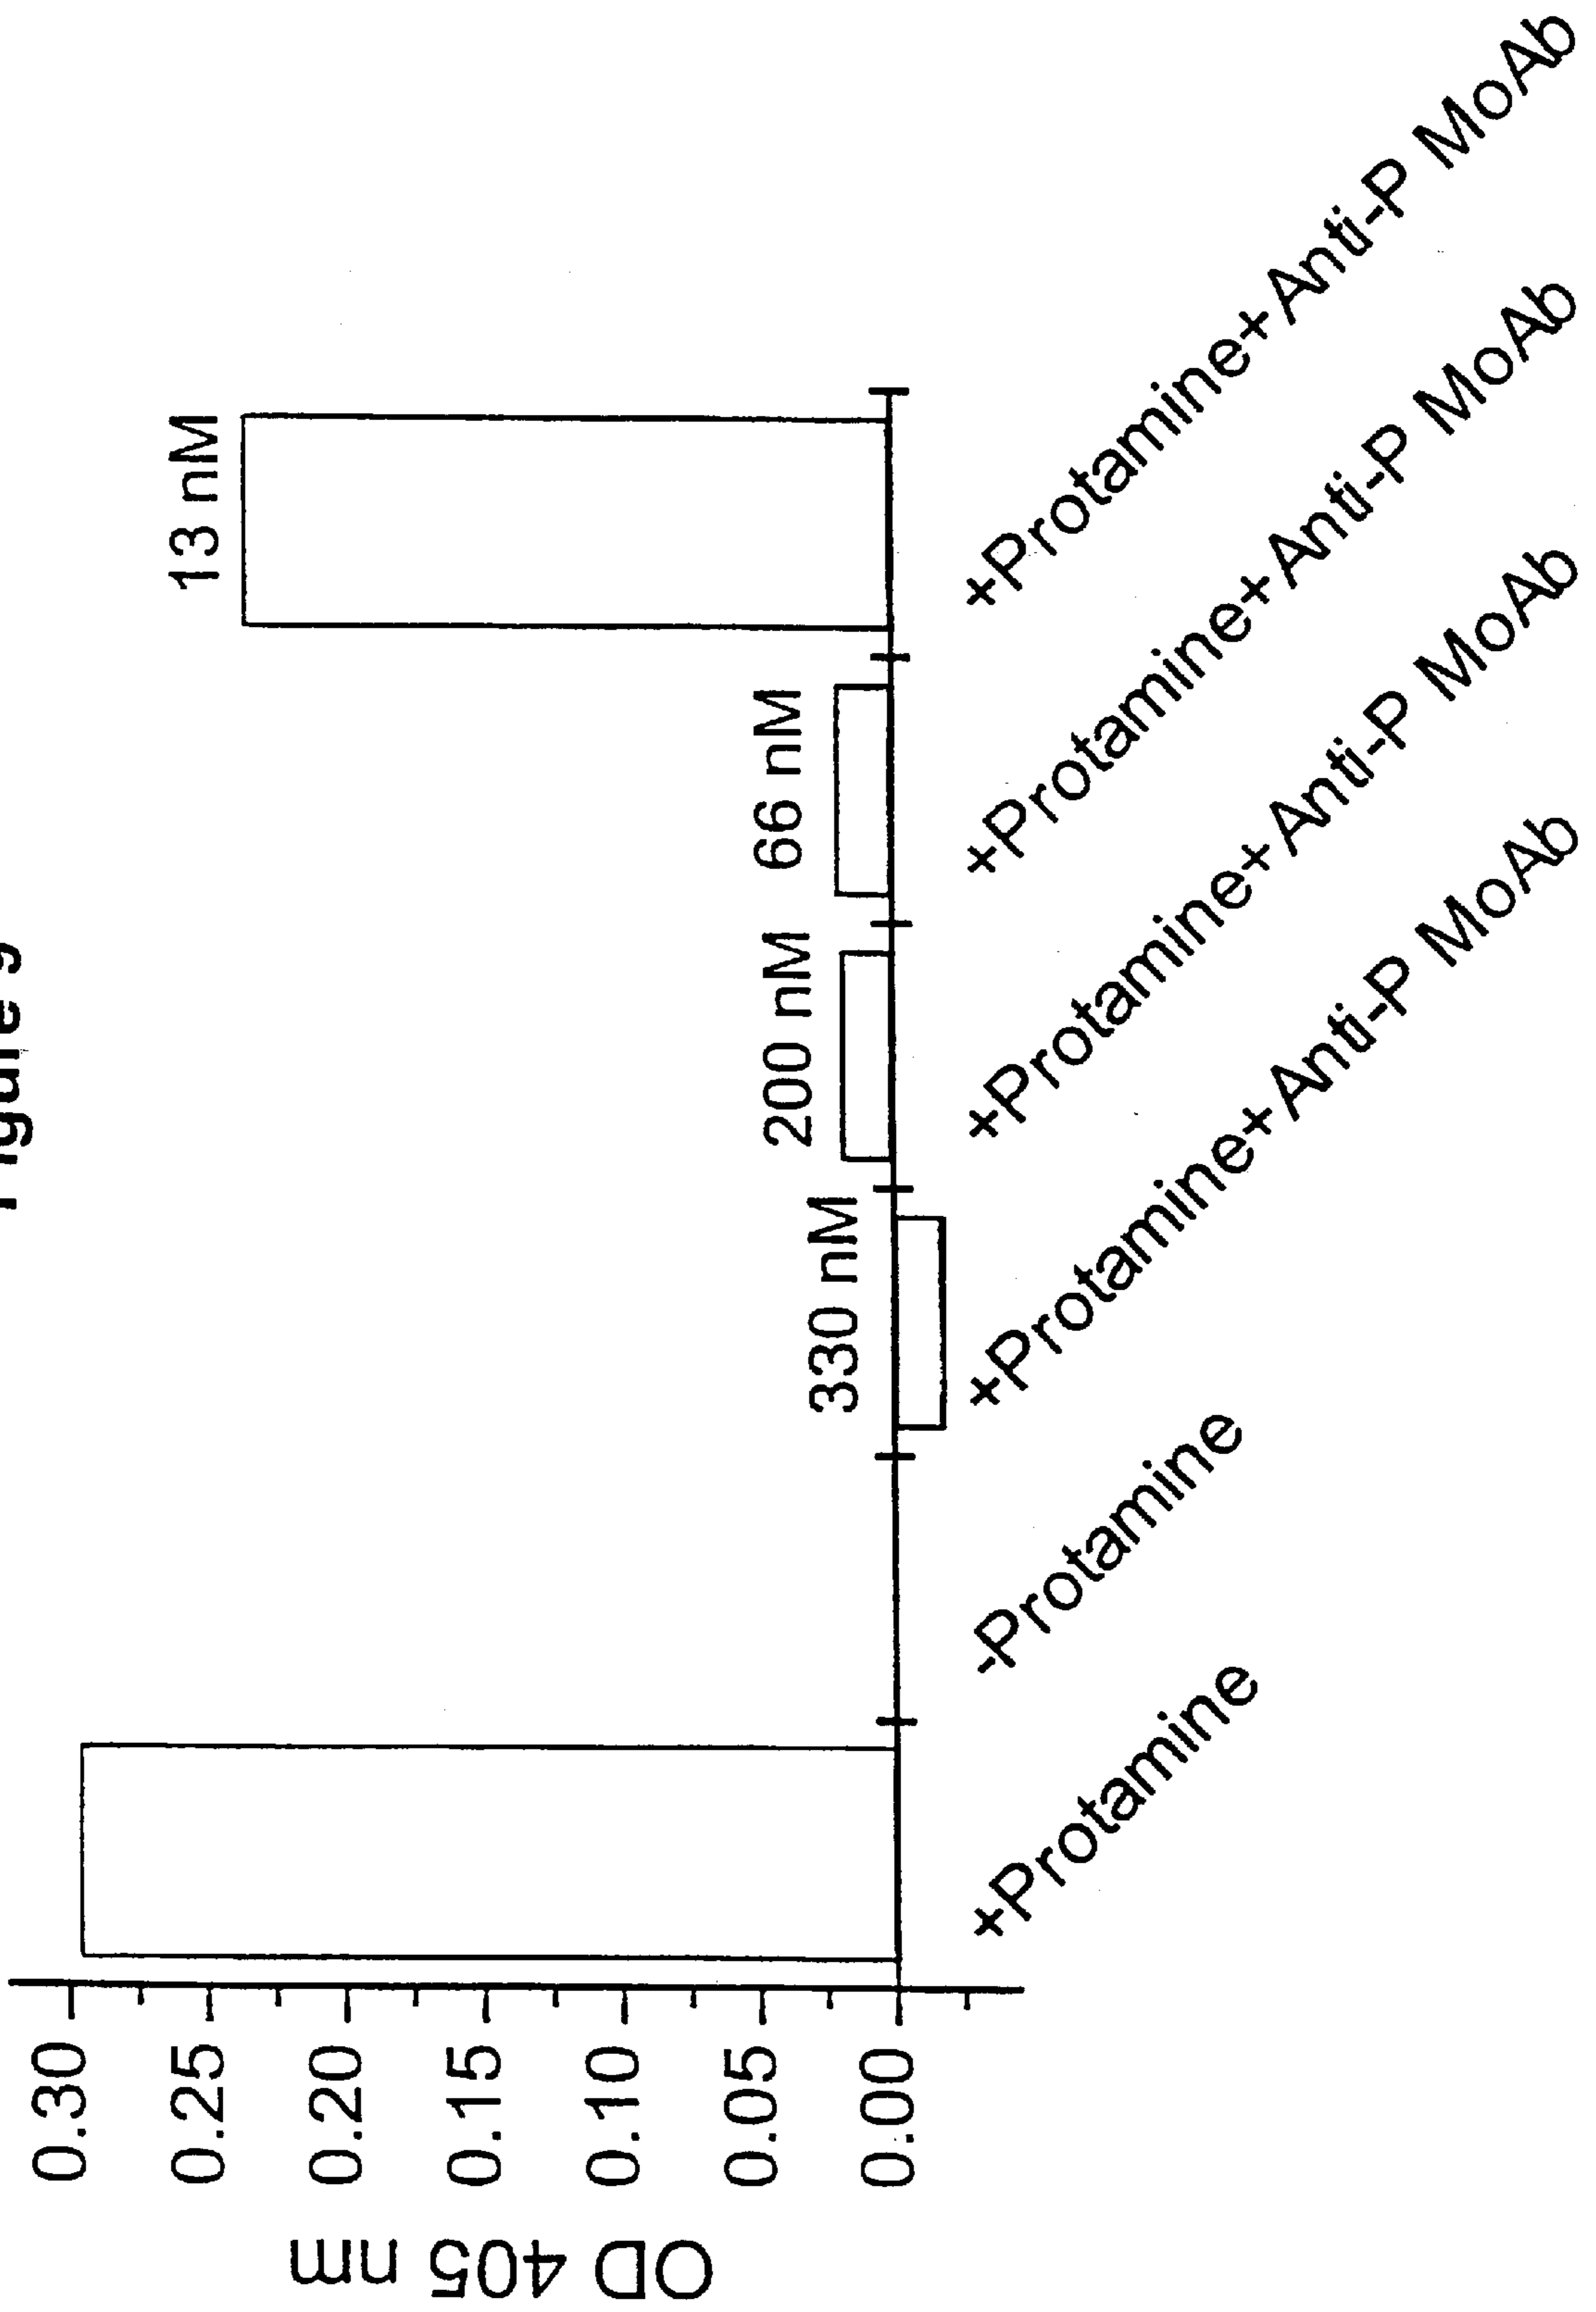 Figure 9
OD 405 nm
0.30
0.25
0.20
0.15
0.10
0.05
0.00
330 nM
200 nM
66 nM
13 nM
+Protamine
-Protamine
+Protamine+Anti-P MoAb
+Protamine+Anti-P MoAb
+Protamine+Anti-P MoAb
+Protamine+Anti-P MoAb